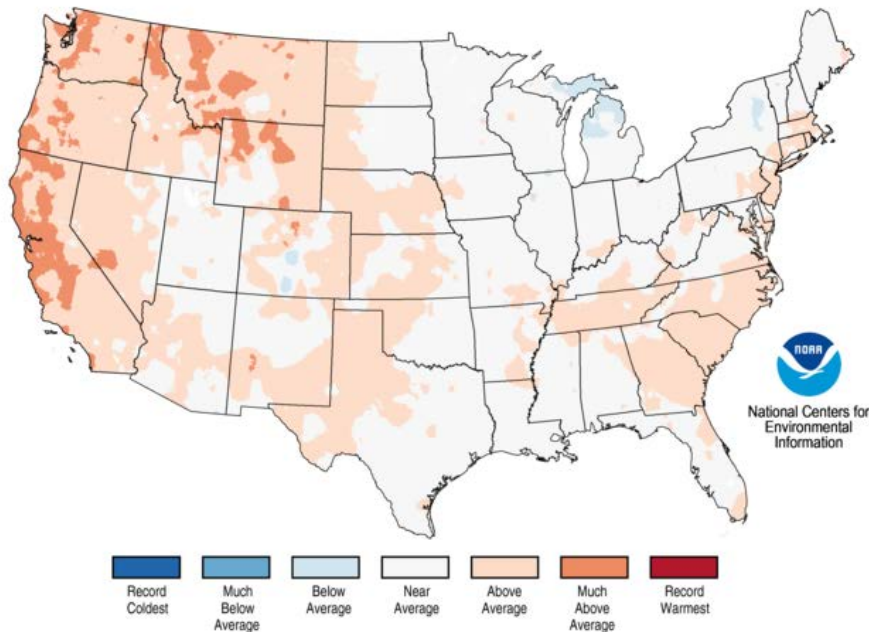 NOAA
National Centers for
Environmental
Information
Record
Coldest
Much
Below
Average
Below
Average
Near
Average
Above
Average
Much
Above
Average
Record
Warmest